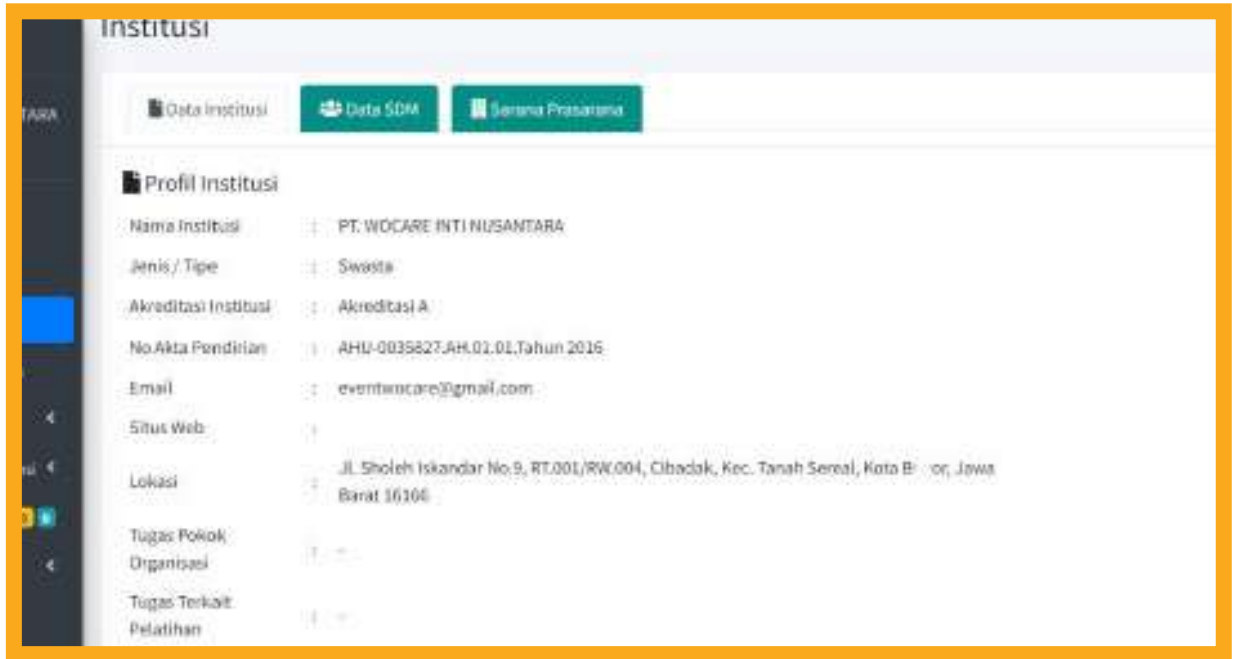 Institusi
TARA
Data Institusi
Data SDM
Sarana Prasarana
Profil Institusi
Nama Institusi : PT. WOCARE INTI NUSANTARA
Jenis / Tipe : Swasta
Akreditasi Institusi : Akreditasi A
No Akta Pendirian : AHU-0035827.AH.01.01.Tahun 2016
Email : eventwocare@gmail.com
Situs Web :
Lokasi : Jl. Sholeh Iskandar No.9, RT.001/RW.004, Cibadak, Kec. Tanah Sereal, Kota B or, Jawa
Barat 16166
Tugas Pokok
Organisasi : -
Tugas Terkait
Pelatihan : -